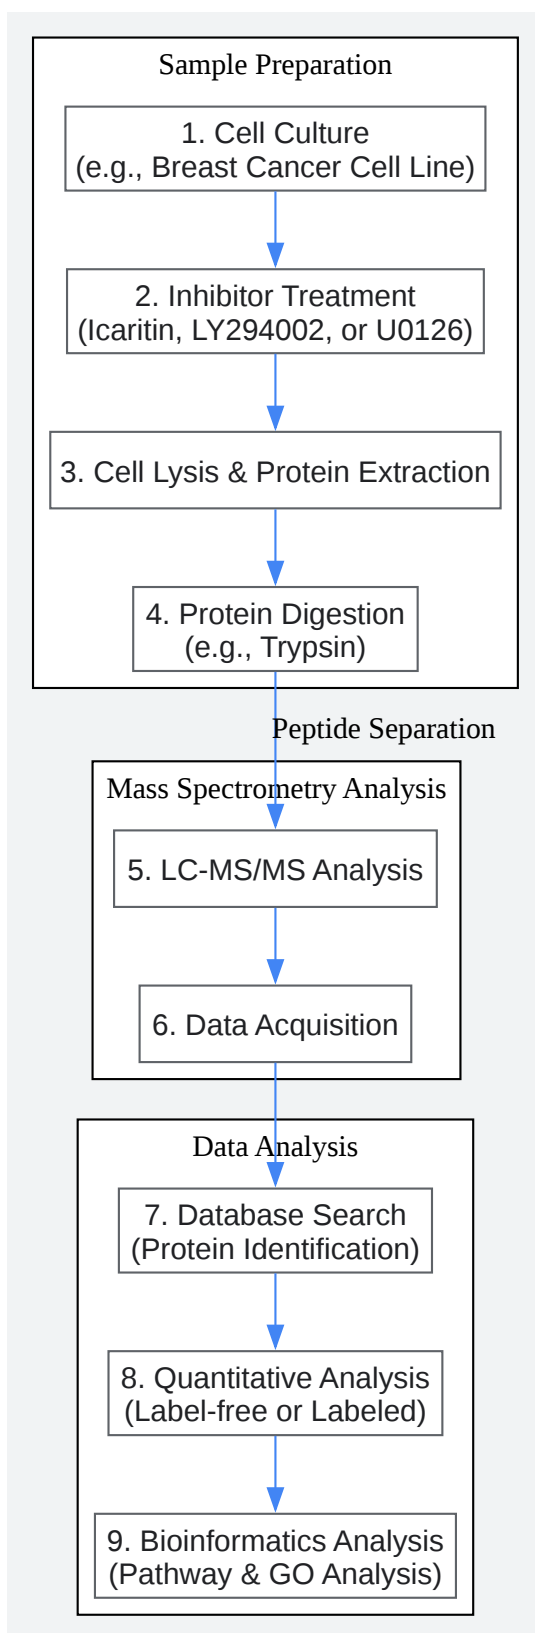 Sample Preparation
1. Cell Culture
(e.g., Breast Cancer Cell Line)
2. Inhibitor Treatment
(Icaritin, LY294002, or U0126)
3. Cell Lysis & Protein Extraction
4. Protein Digestion
(e.g., Trypsin)
Peptide Separation
Mass Spectrometry Analysis
5. LC-MS/MS Analysis
6. Data Acquisition
Data Analysis
7. Database Search
(Protein Identification)
8. Quantitative Analysis
(Label-free or Labeled)
9. Bioinformatics Analysis
(Pathway & GO Analysis)